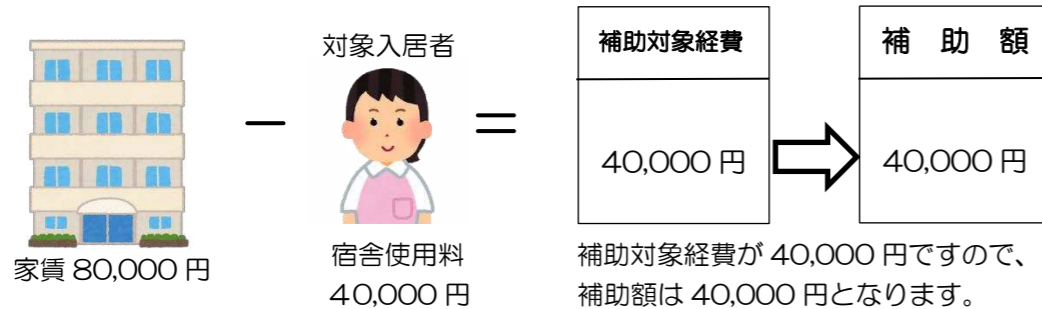 家賃 80,000 円
－
対象入居者
宿舎使用料
40,000 円
＝
補助対象経費
40,000 円
補 助 額
40,000 円
補助対象経費が 40,000 円ですので、
補助額は 40,000 円となります。